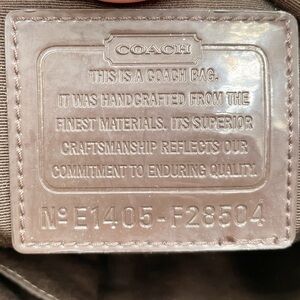 COACH
THIS IS A COACH BAG.
IT WAS HANDCRAFTED FROM THE
FINEST MATERIALS. ITS SUPERIOR
CRAFTSMANSHIP REFLECTS OUR
COMMITMENT TO ENDURING QUALITY.
Nº E1405-F28504